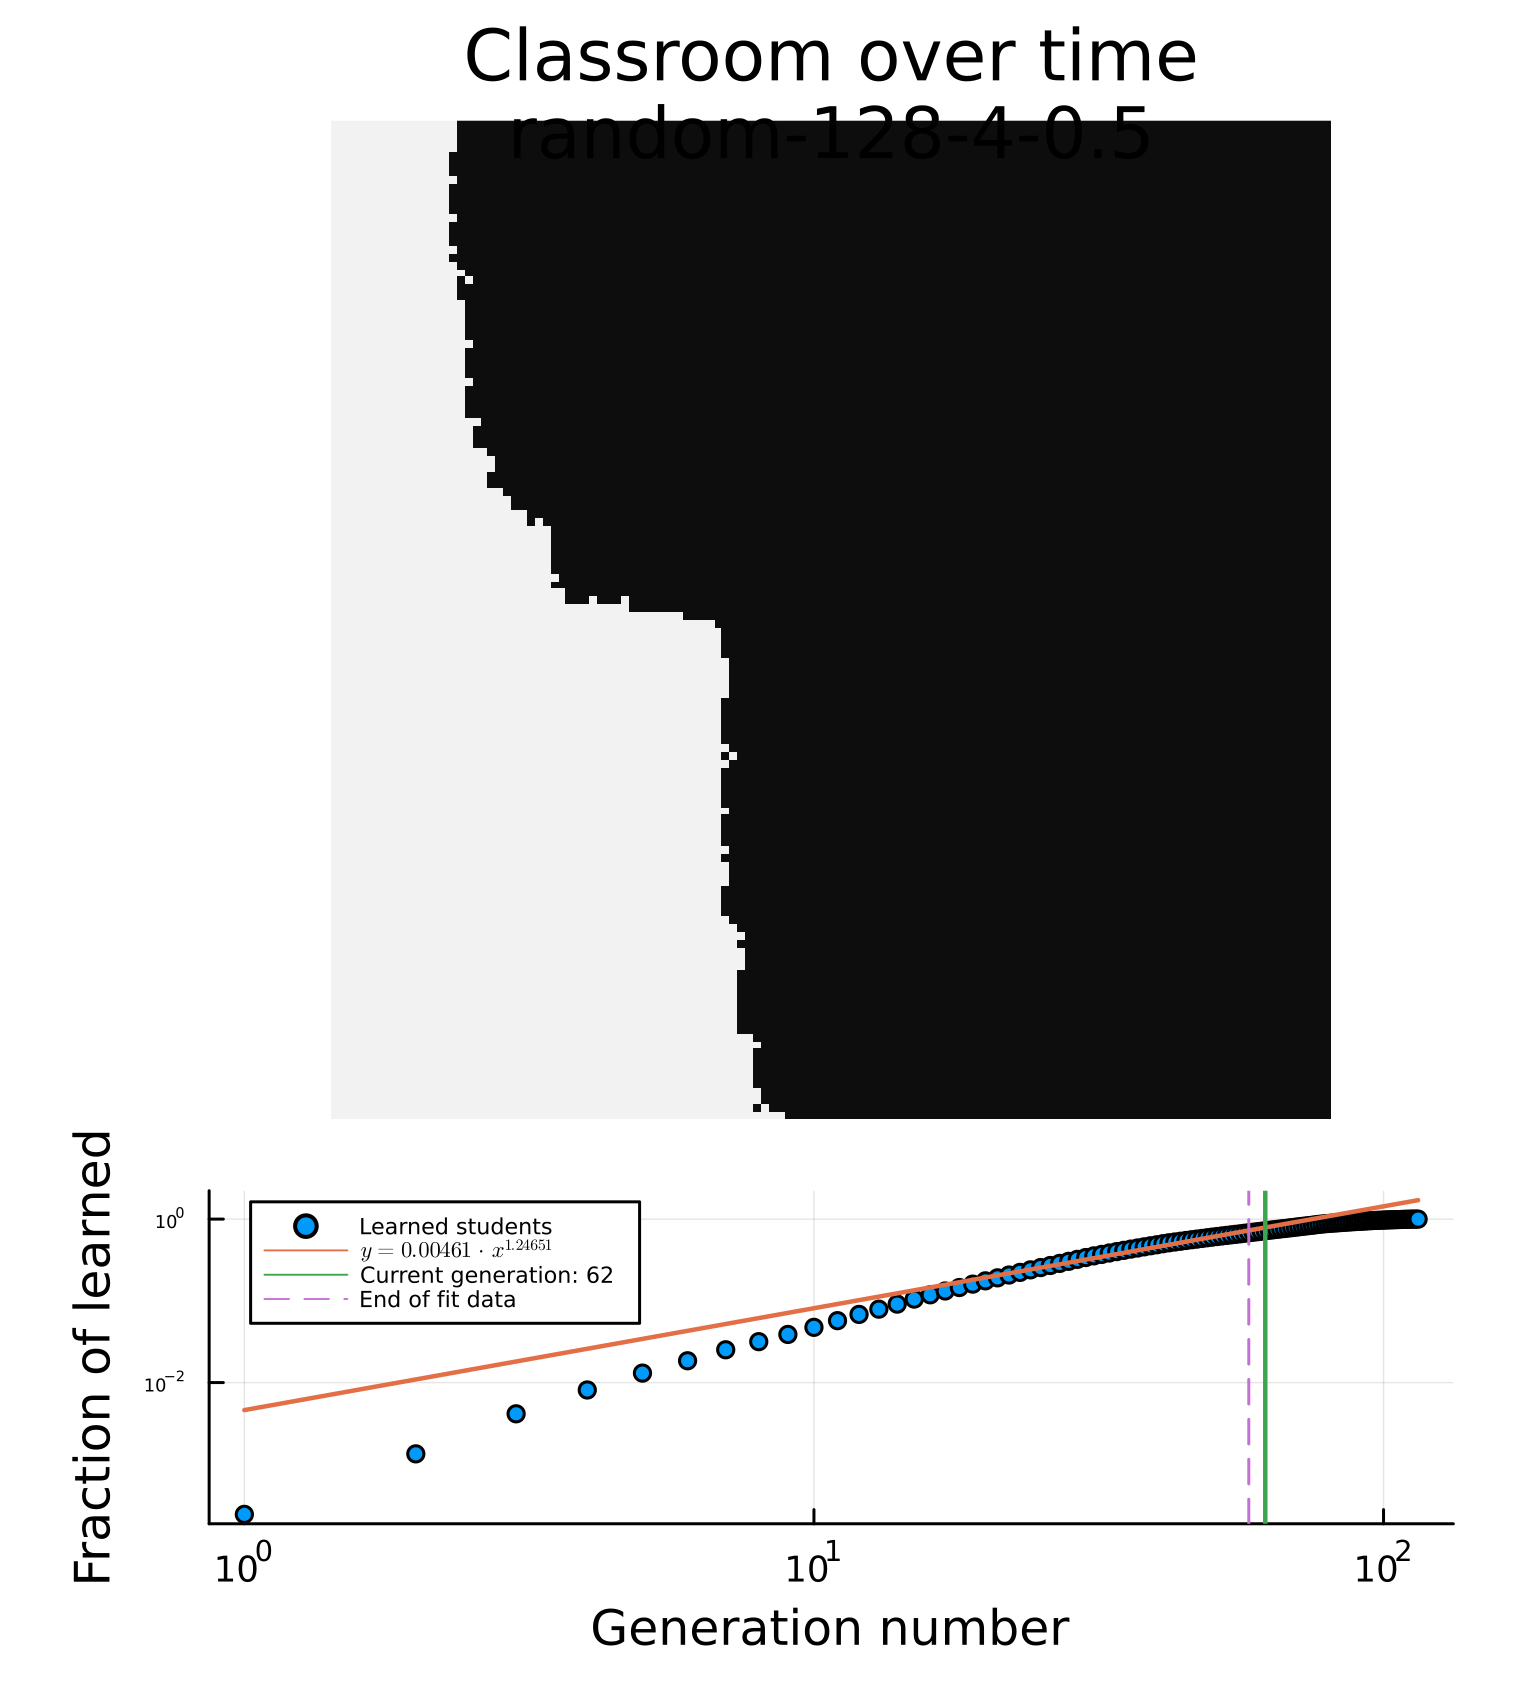 Classroom over time
random-128-4-0.5
Fraction of learned
10⁰
10⁻²
Learned students
y = 0.00461 · x^1.24651
Current generation: 62
End of fit data
10⁰ 10¹ 10²
Generation number